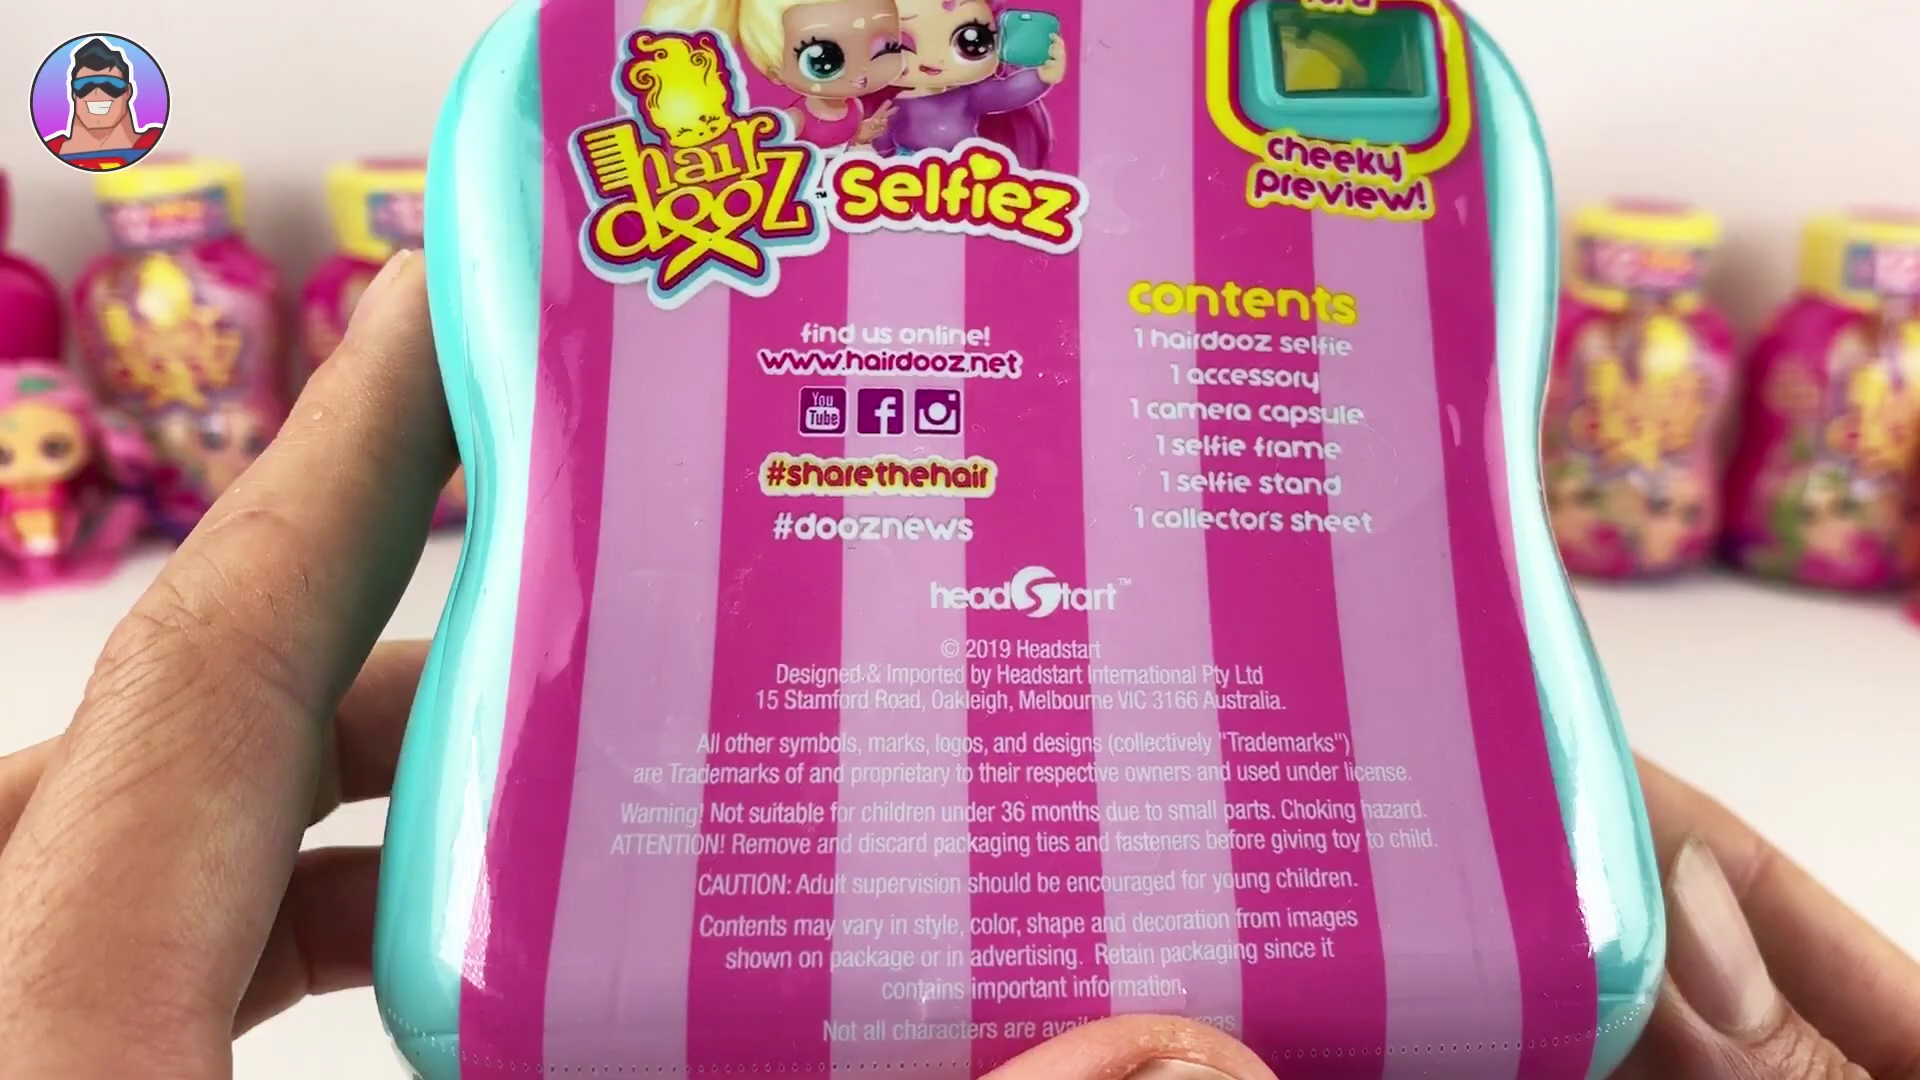 hair
dooz™ Selfiez
cheeky
preview!
find us online!
www.hairdooz.net
You
Tube
#sharethehair
#dooznews
contents
1 hairdooz selfie
1 accessory
1 camera capsule
1 selfie frame
1 selfie stand
1 collectors sheet
headStart™
© 2019 Headstart
Designed & Imported by Headstart International Pty Ltd
15 Stamford Road, Oakleigh, Melbourne VIC 3166 Australia.
All other symbols, marks, logos, and designs (collectively "Trademarks")
are Trademarks of and proprietary to their respective owners and used under license.
Warning! Not suitable for children under 36 months due to small parts. Choking hazard.
ATTENTION! Remove and discard packaging ties and fasteners before giving toy to child.
CAUTION: Adult supervision should be encouraged for young children.
Contents may vary in style, color, shape and decoration from images
shown on package or in advertising. Retain packaging since it
contains important information.
Not all characters are